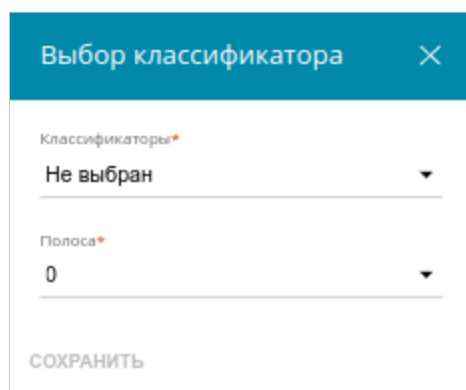 Выбор классификатора
Классификаторы*
Не выбран
Полоса*
0
СОХРАНИТЬ